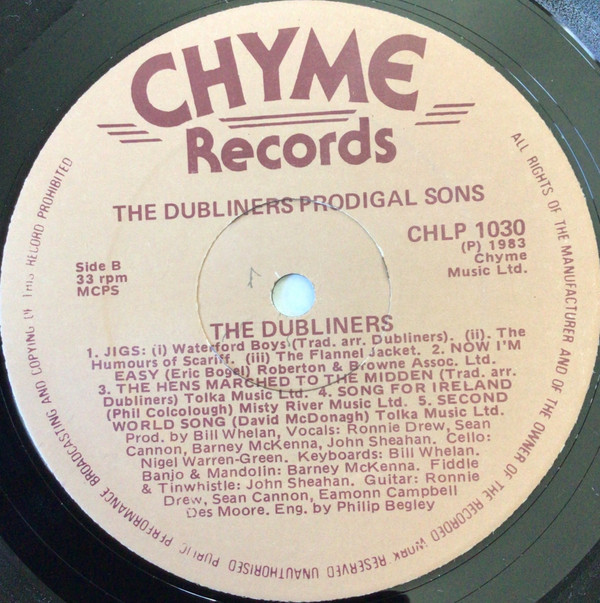 CHYME
Records
THE DUBLINERS PRODIGAL SONS
CHLP 1030
(P) 1983
Chyme
Music Ltd.
Side B
33 rpm
MCPS
THE DUBLINERS
1. JIGS: (i) Waterford Boys (Trad. arr. Dubliners). (ii). The
Humours of Scariff. (iii) The Flannel Jacket. 2. NOW I'M
EASY (Eric Bogel) Roberton & Browne Assoc. Ltd.
3. THE HENS MARCHED TO THE MIDDEN (Trad. arr.
Dubliners) Tolka Music Ltd. 4. SONG FOR IRELAND
(Phil Colcolough) Misty River Music Ltd. 5. SECOND
WORLD SONG (David McDonagh) Tolka Music Ltd.
Prod. by Bill Whelan, Vocals: Ronnie Drew, Sean
Cannon, Barney McKenna, John Sheahan. Cello:
Nigel Warren-Green. Keyboards: Bill Whelan.
Banjo & Mandolin: Barney McKenna. Fiddle
& Tinwhistle: John Sheahan. Guitar: Ronnie
Drew, Sean Cannon, Eamonn Campbell
Des Moore. Eng. by Philip Begley
ALL RIGHTS OF THE MANUFACTURER AND OF THE OWNER OF THE RECORDED WORK RESERVED UNAUTHORISED PUBLIC PERFORMANCE BROADCASTING AND COPYING OF THIS RECORD PROHIBITED